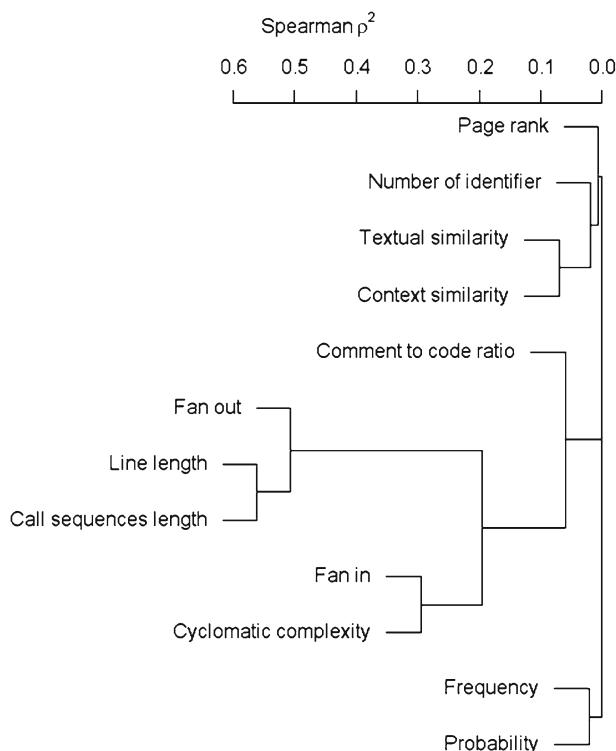 Spearman ρ²
0.6 0.5 0.4 0.3 0.2 0.1 0.0
Page rank
Number of identifier
Textual similarity
Context similarity
Comment to code ratio
Fan out
Line length
Call sequences length
Fan in
Cyclomatic complexity
Frequency
Probability